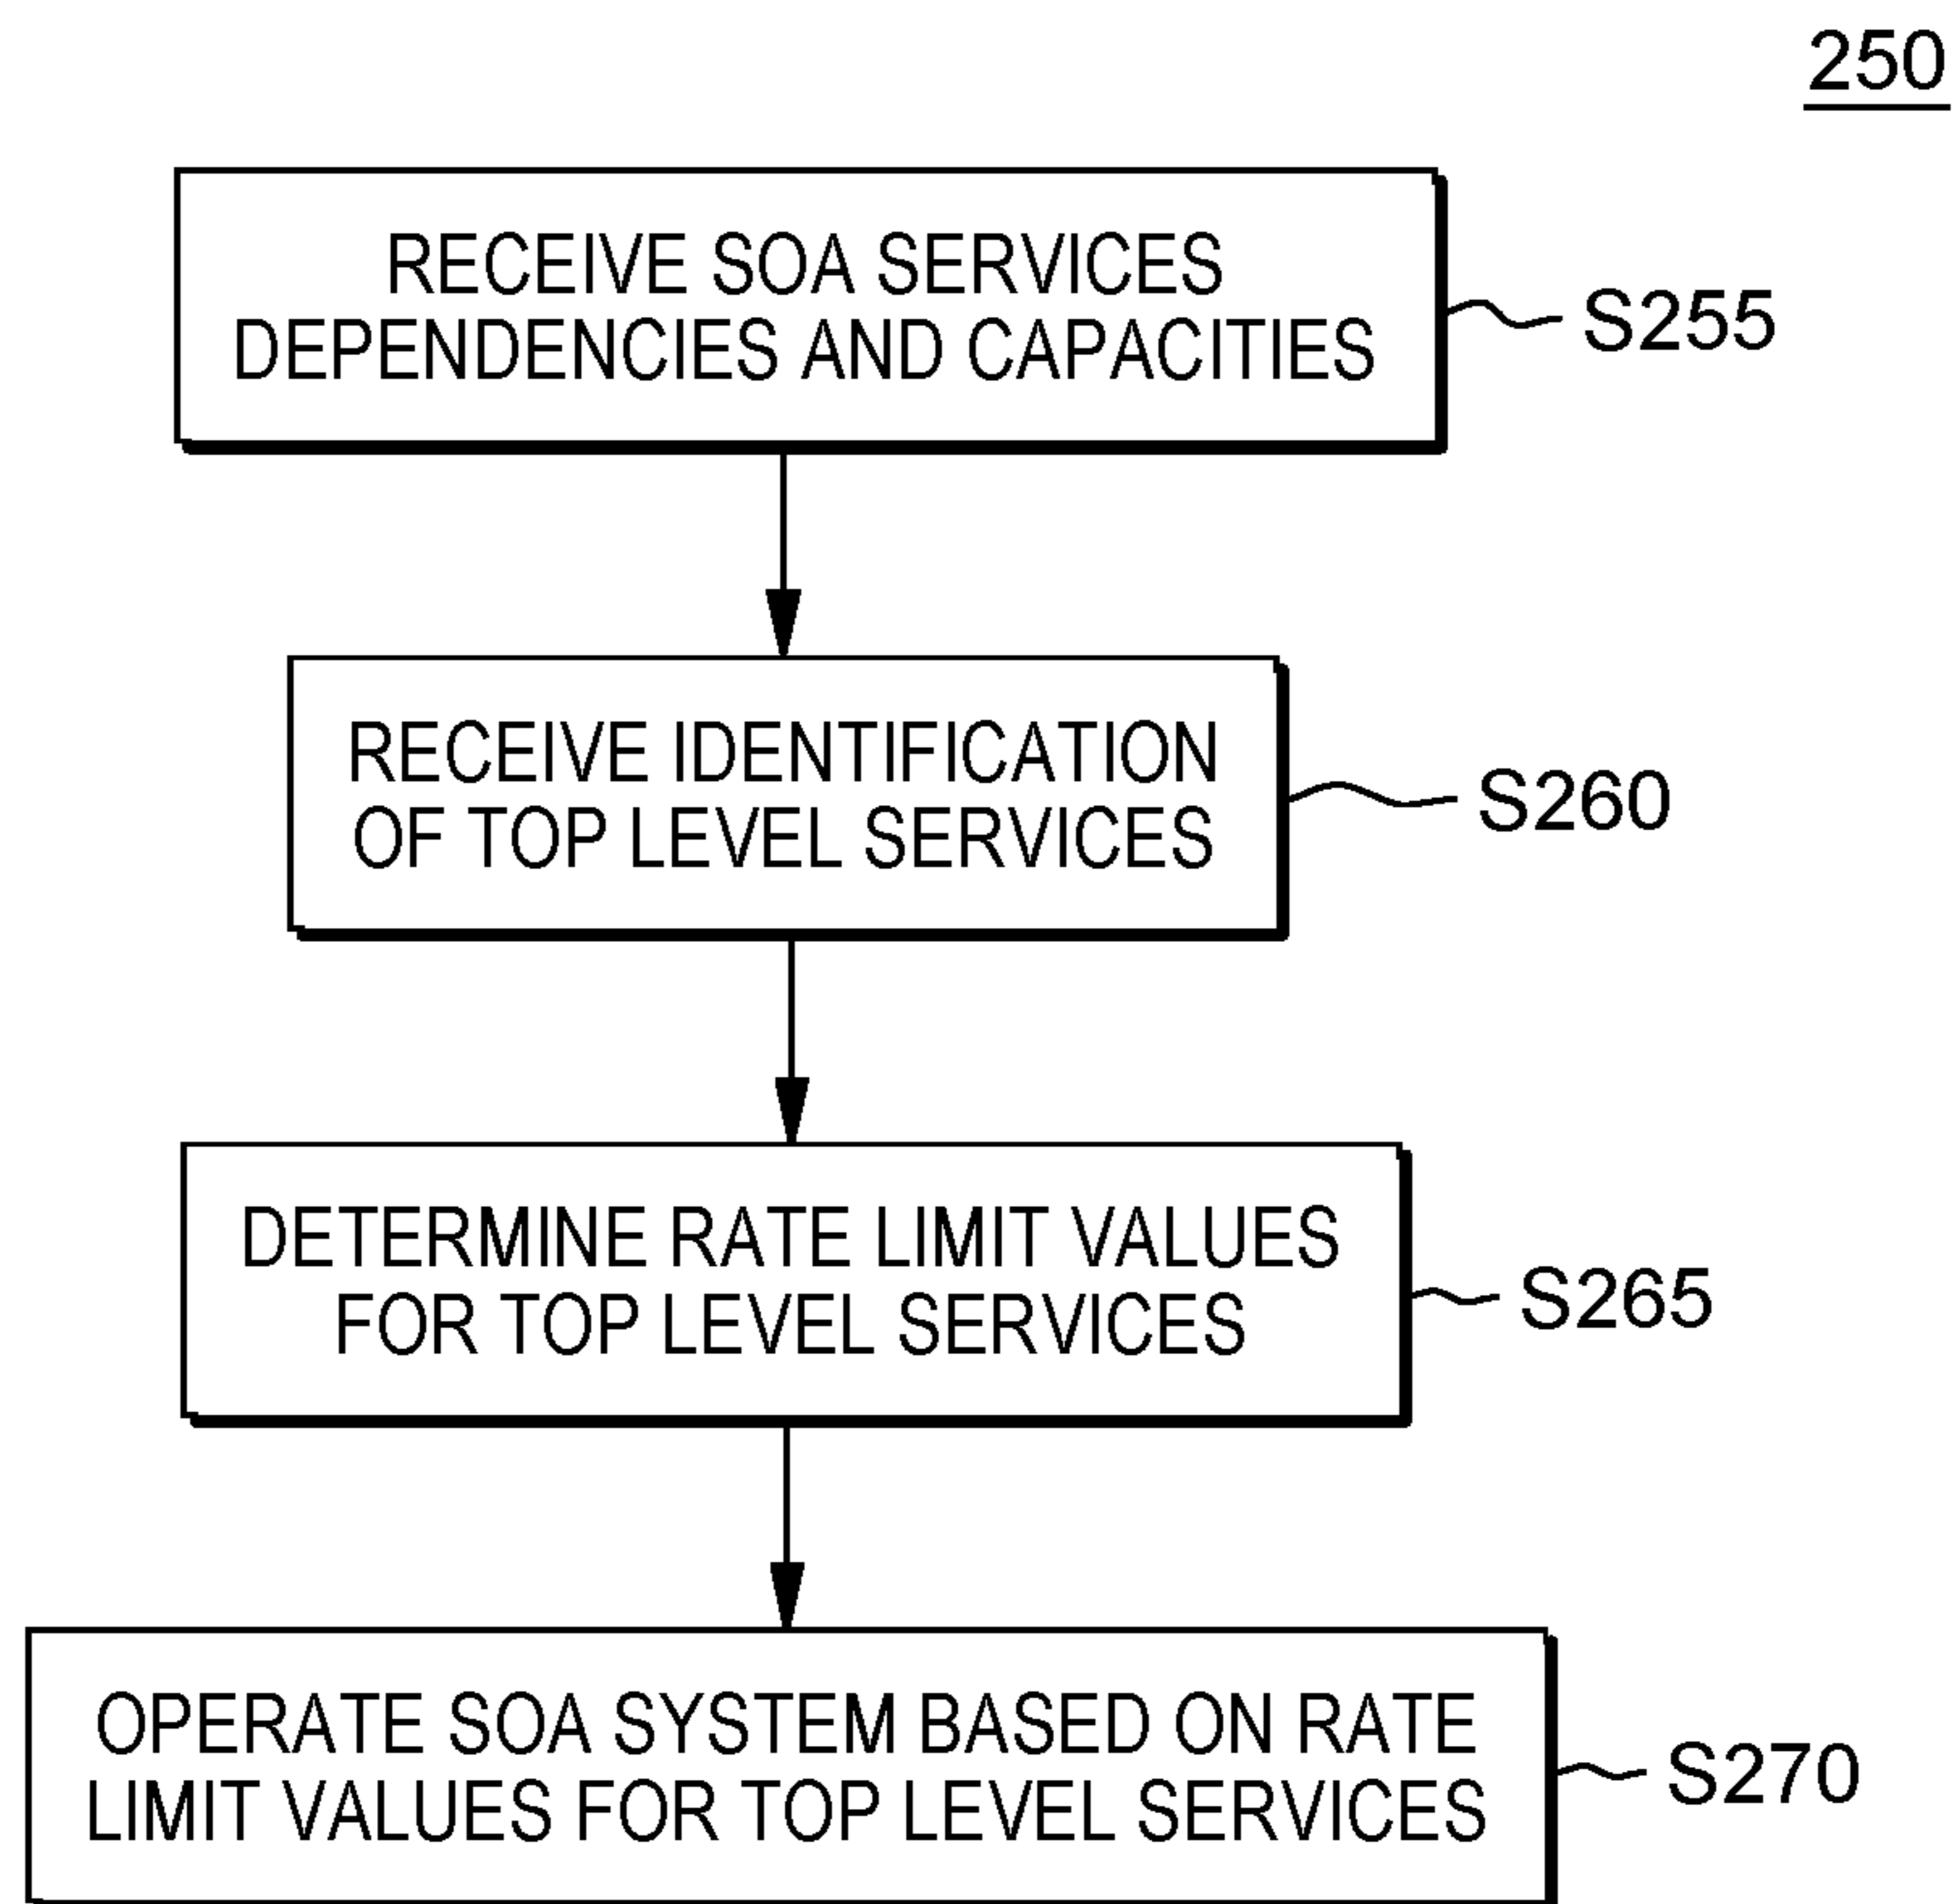 250
RECEIVE SOA SERVICES
DEPENDENCIES AND CAPACITIES
S255
RECEIVE IDENTIFICATION
OF TOP LEVEL SERVICES
S260
DETERMINE RATE LIMIT VALUES
FOR TOP LEVEL SERVICES
S265
OPERATE SOA SYSTEM BASED ON RATE
LIMIT VALUES FOR TOP LEVEL SERVICES
S270